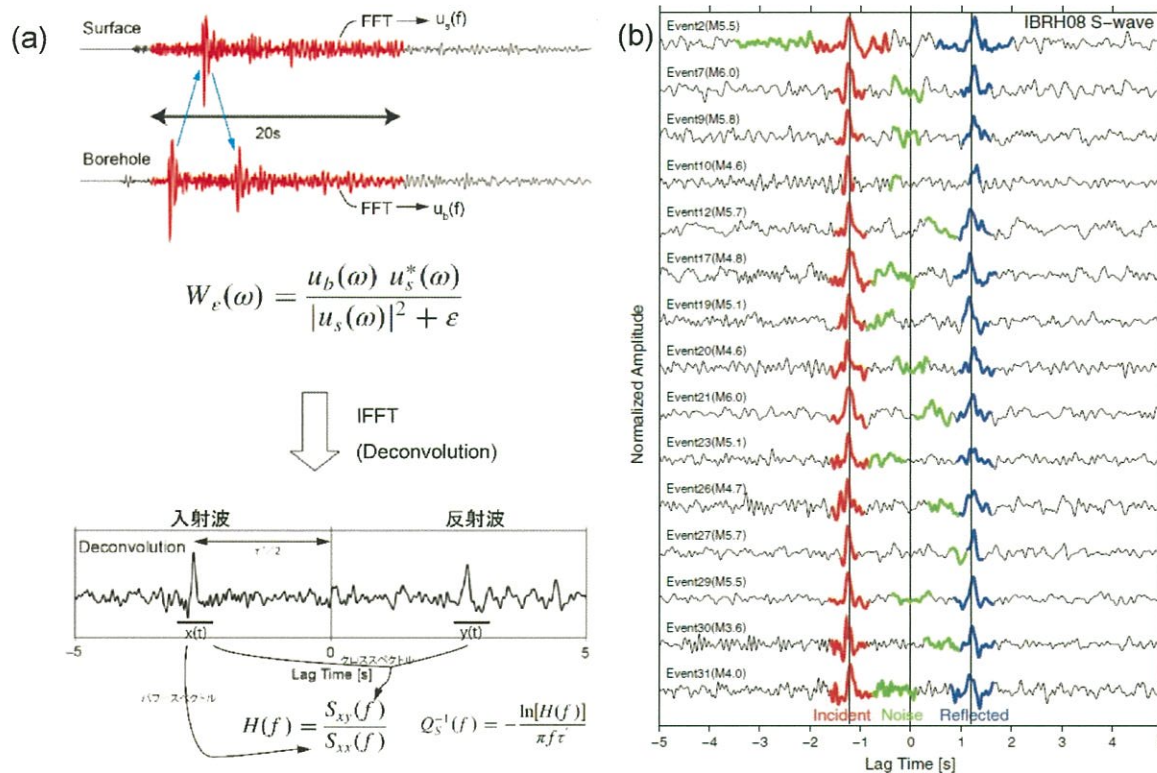 (a)
Surface
FFT → u_s(f)
20s
Borehole
FFT → u_b(f)
W_ε(ω) = u_b(ω) u_s^*(ω) / |u_s(ω)|^2 + ε
IFFT
(Deconvolution)
入射波 反射波
Deconvolution
τ'/2
x(t) y(t)
-5 0 5
クロススペクトル
Lag Time [s]
パワースペクトル
H(f) = S_xy(f) / S_xx(f) Q_S^-1(f) = - ln[H(f)] / πfτ'
(b)
IBRH08 S-wave
Event2(M5.5)
Event7(M6.0)
Event9(M5.8)
Event10(M4.6)
Event12(M5.7)
Event17(M4.8)
Event19(M5.1)
Event20(M4.6)
Event21(M6.0)
Event23(M5.1)
Event26(M4.7)
Event27(M5.7)
Event29(M5.5)
Event30(M3.6)
Event31(M4.0)
Normalized Amplitude
Incident Noise Reflected
-5 -4 -3 -2 -1 0 1 2 3 4
Lag Time [s]